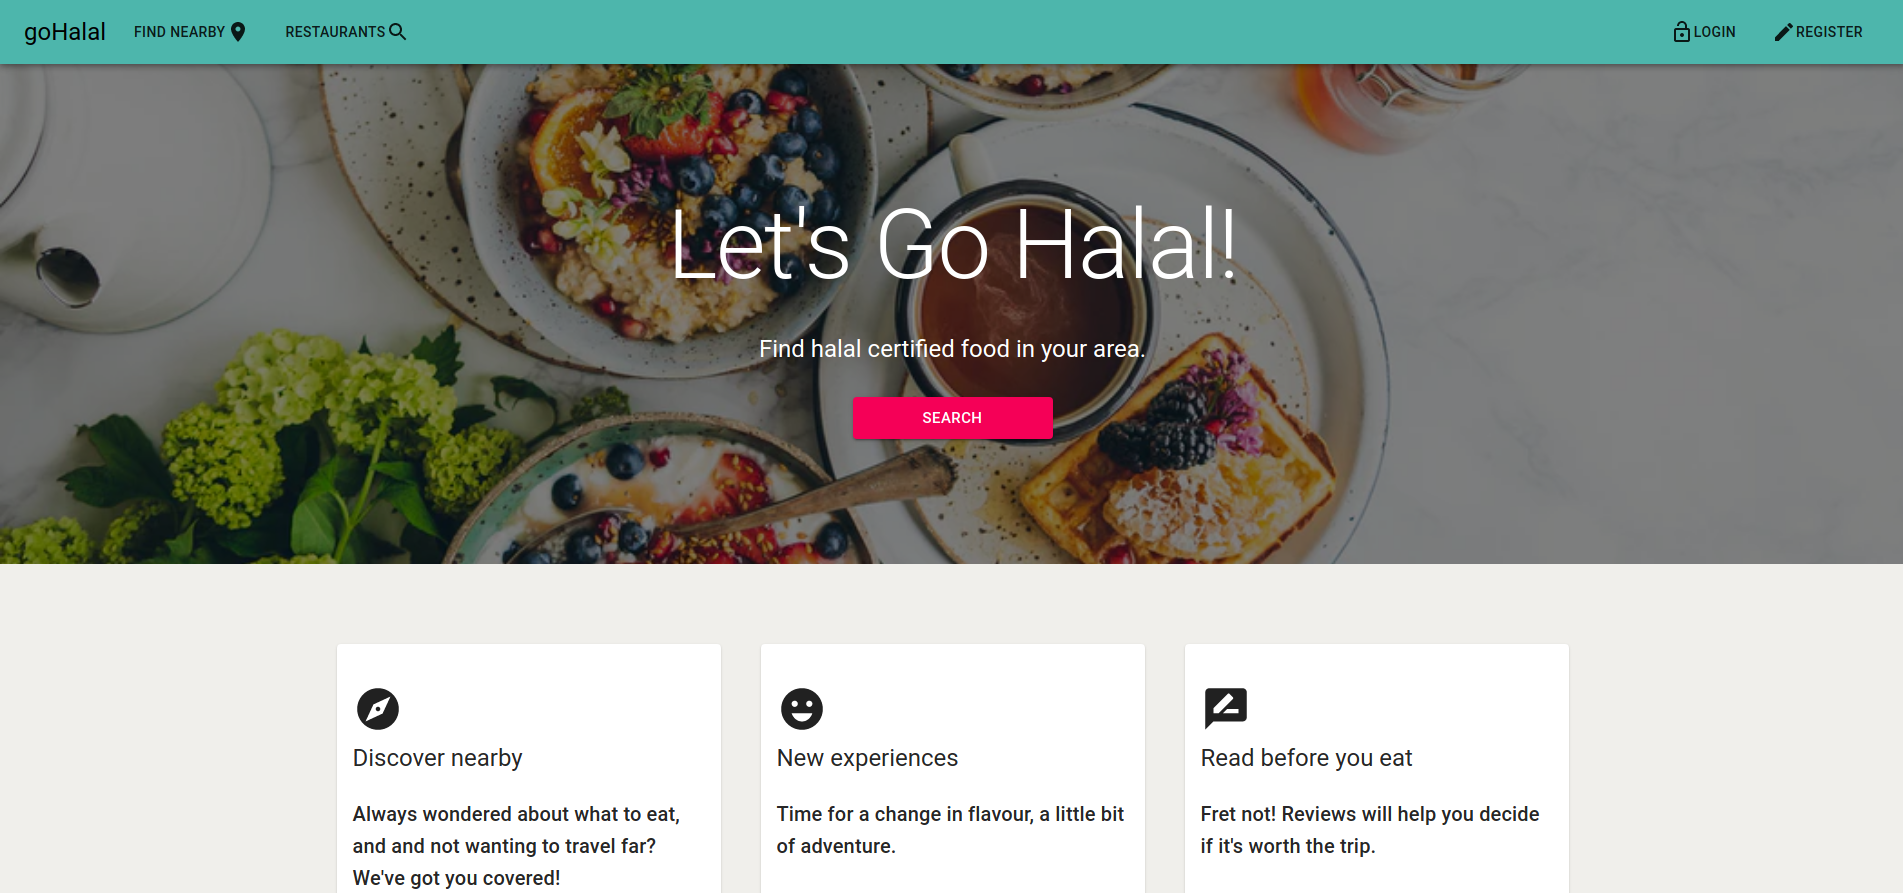 goHalal FIND NEARBY RESTAURANTS LOGIN REGISTER
Let's Go Halal!
Find halal certified food in your area.
SEARCH
Discover nearby
Always wondered about what to eat,
and and not wanting to travel far?
We've got you covered!
New experiences
Time for a change in flavour, a little bit
of adventure.
Read before you eat
Fret not! Reviews will help you decide
if it's worth the trip.